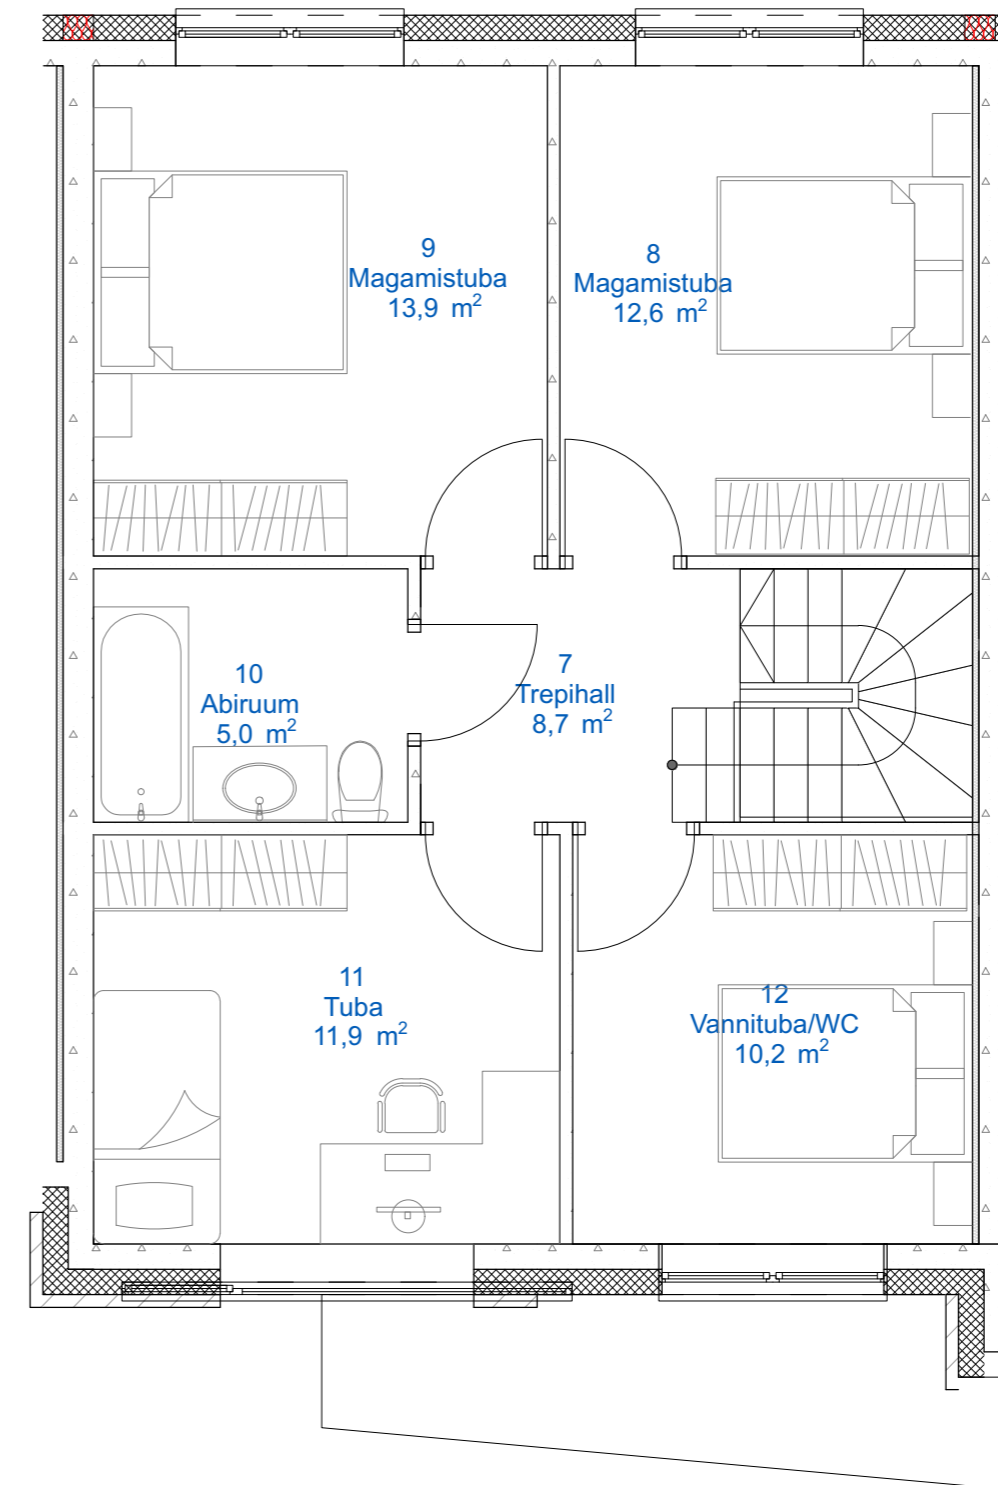 9
Magamistuba
13,9 m²
8
Magamistuba
12,6 m²
10
Abiruum
5,0 m²
7
Trepihall
8,7 m²
11
Tuba
11,9 m²
12
Vannituba/WC
10,2 m²